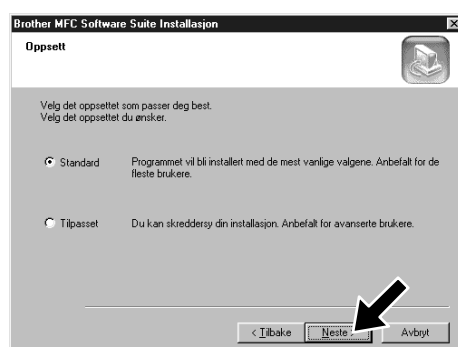 Brother MFC Software Suite Installasjon
Oppsett
Velg det oppsettet som passer deg best.
Velg det oppsettet du ønsker.
Standard Programmet vil bli installert med de mest vanlige valgene. Anbefalt for de
fleste brukere.
Tilpasset Du kan skreddersy din installasjon. Anbefalt for avanserte brukere.
< Tilbake Neste > Avbryt